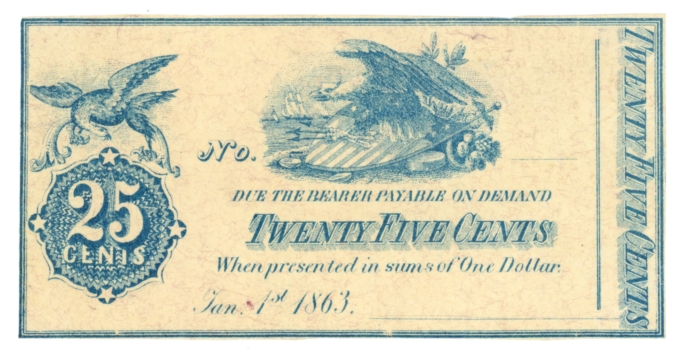 25
CENTS
No.
DUE THE BEARER PAYABLE ON DEMAND
TWENTY FIVE CENTS
When presented in sums of One Dollar.
Jan. 1st 1863.
TWENTY FIVE CENTS